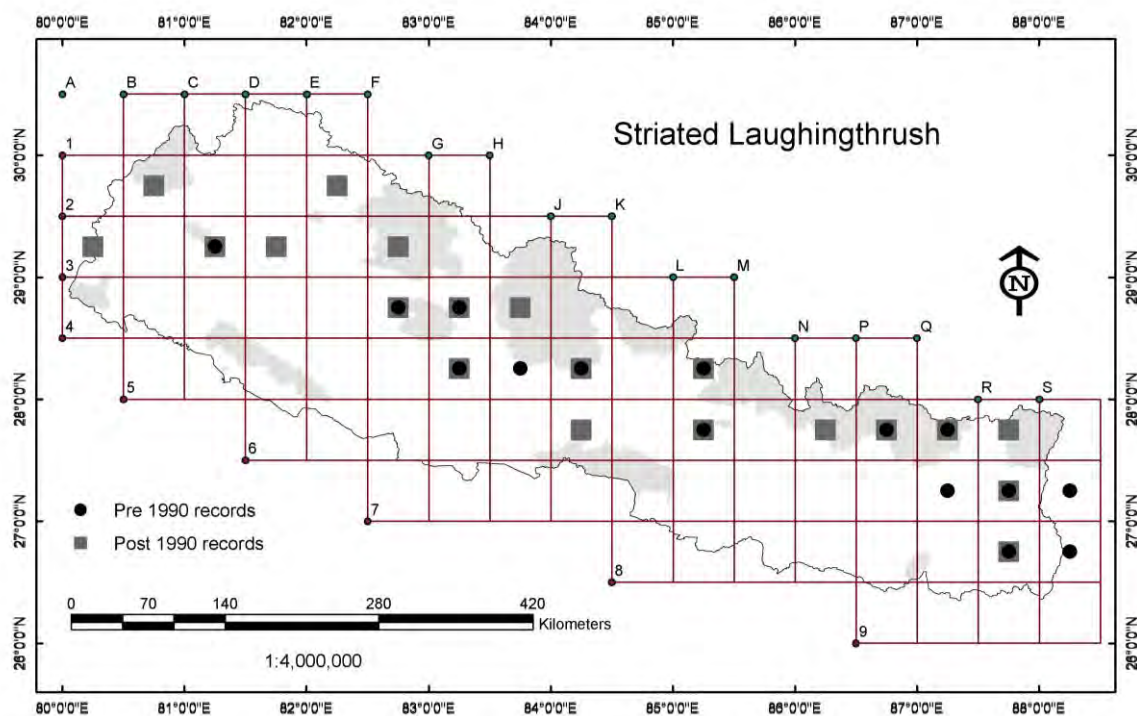 80°0'0"E 81°0'0"E 82°0'0"E 83°0'0"E 84°0'0"E 85°0'0"E 86°0'0"E 87°0'0"E 88°0'0"E
A B C D E F
1 G H
Striated Laughingthrush
30°0'0"N 30°0'0"N
2 J K
3 L M
29°0'0"N 29°0'0"N
N
4 N P Q
5 R S
28°0'0"N 28°0'0"N
6
Pre 1990 records
7
27°0'0"N 27°0'0"N
Post 1990 records
8
0 70 140 280 420
Kilometers
9
26°0'0"N 26°0'0"N
1:4,000,000
80°0'0"E 81°0'0"E 82°0'0"E 83°0'0"E 84°0'0"E 85°0'0"E 86°0'0"E 87°0'0"E 88°0'0"E